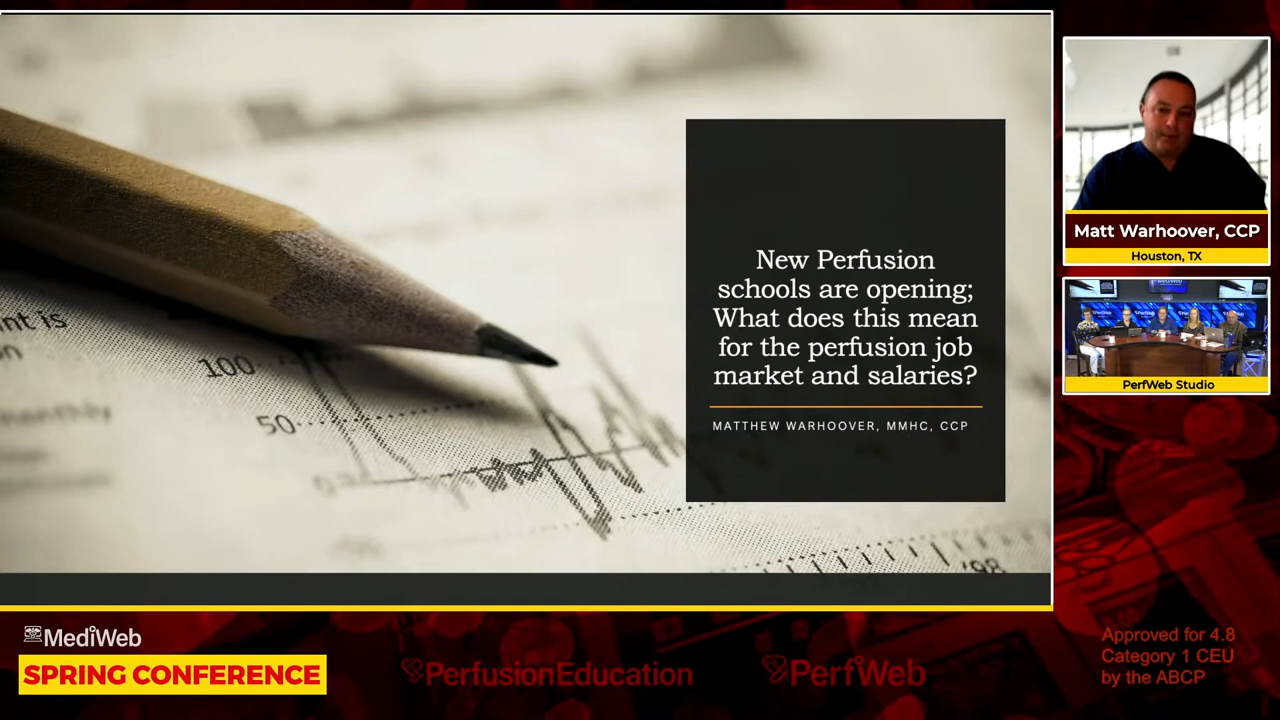 New Perfusion
schools are opening;
What does this mean
for the perfusion job
market and salaries?
MATTHEW WARHOOVER, MMHC, CCP
100
50
0
'98
Matt Warhoover, CCP
Houston, TX
PerfWeb Studio
MediWeb
SPRING CONFERENCE
PerfusionEducation
PerfWeb
Approved for 4.8
Category 1 CEU
by the ABCP